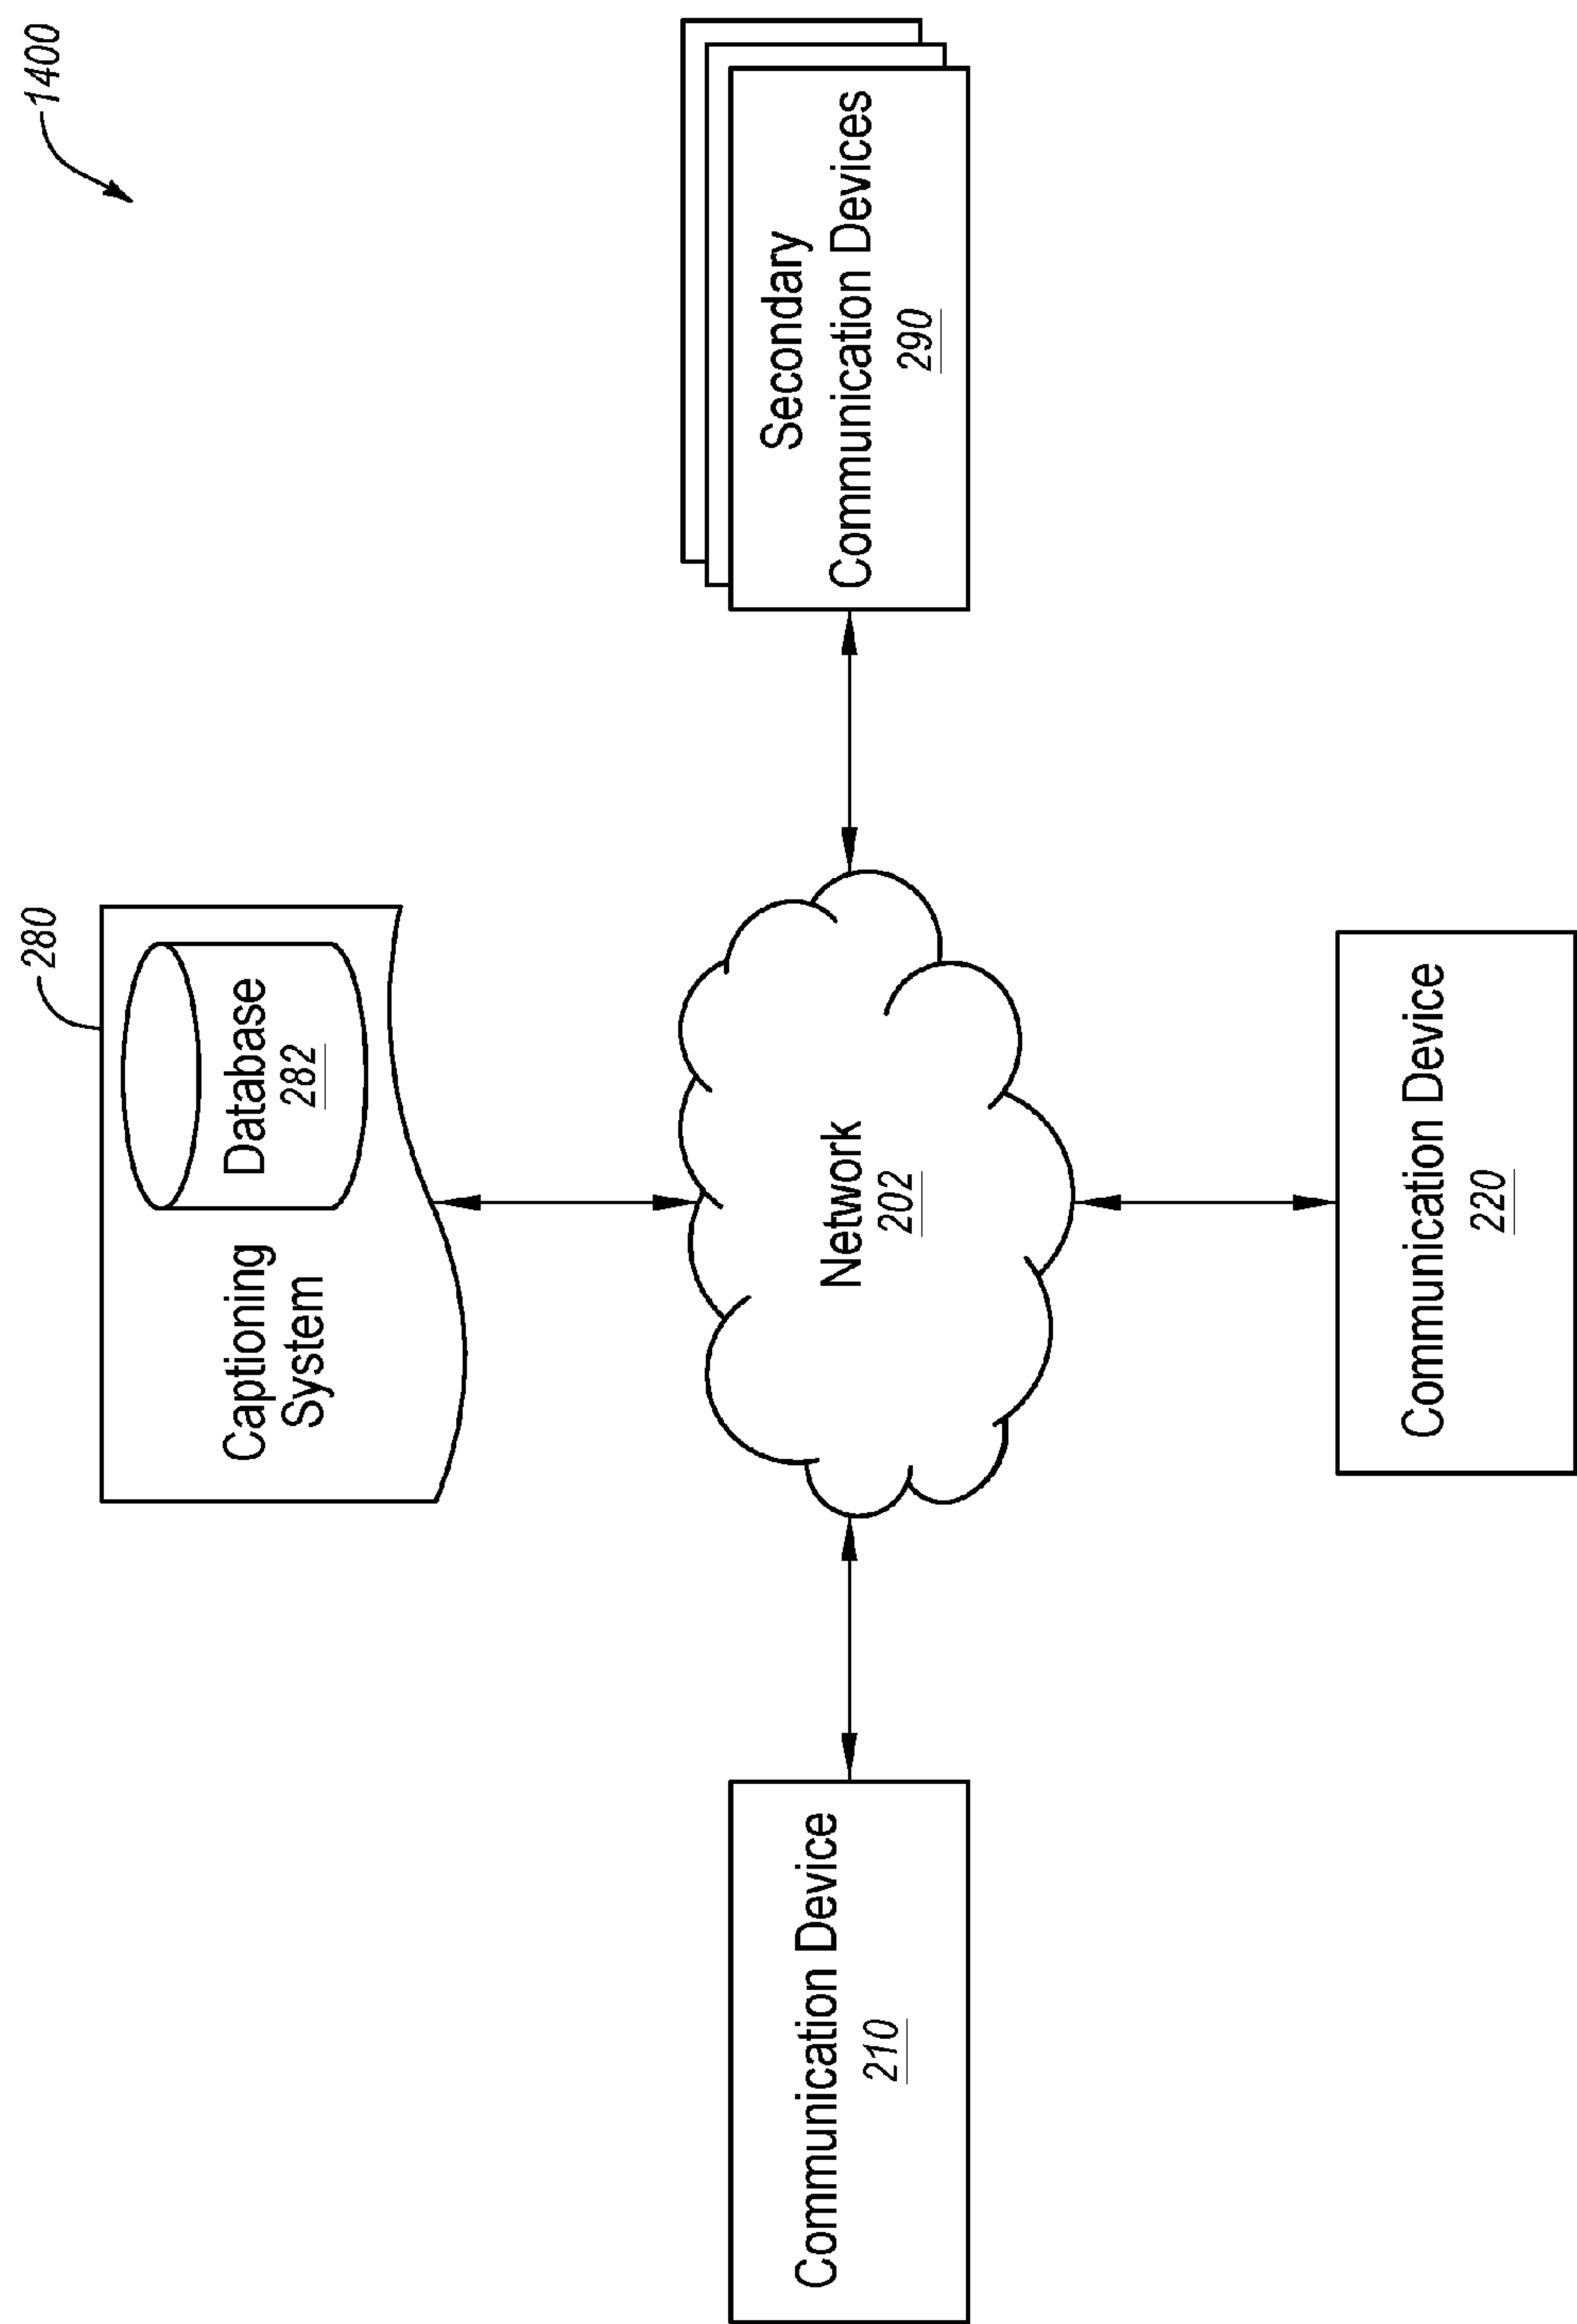 1400
280
Captioning
System
Database
282
Network
202
Communication Device
210
Secondary
Communication Devices
290
Communication Device
220